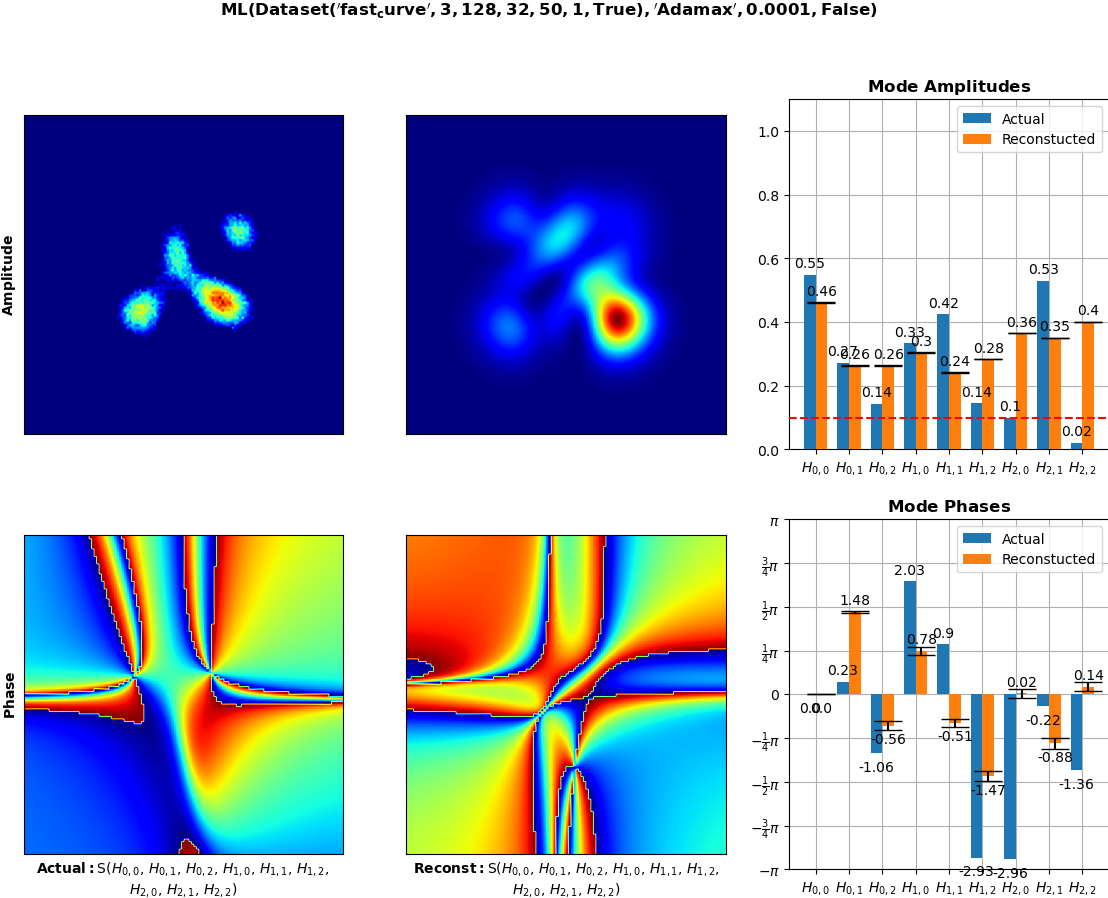 ML(Dataset('fast_curve', 3, 128, 32, 50, 1, True), 'Adamax', 0.0001, False)
Amplitude
Mode Amplitudes
Actual
Reconstucted
1.0
0.8
0.6
0.4
0.2
0.0
0.55
0.46
0.27
0.26
0.14
0.26
0.33
0.3
0.42
0.24
0.14
0.28
0.1
0.36
0.53
0.35
0.02
0.4
H0,0 H0,1 H0,2 H1,0 H1,1 H1,2 H2,0 H2,1 H2,2
Phase
Mode Phases
Actual
Reconstucted
π
3/4π
1/2π
1/4π
0
−1/4π
−1/2π
−3/4π
−π
0.0
0.0
0.23
1.48
-1.06
-0.56
2.03
0.78
0.9
-0.51
-2.93
-1.47
-2.96
0.02
-0.22
-0.88
-1.36
0.14
H0,0 H0,1 H0,2 H1,0 H1,1 H1,2 H2,0 H2,1 H2,2
Actual:S(H0,0, H0,1, H0,2, H1,0, H1,1, H1,2,
H2,0, H2,1, H2,2)
Reconst:S(H0,0, H0,1, H0,2, H1,0, H1,1, H1,2,
H2,0, H2,1, H2,2)